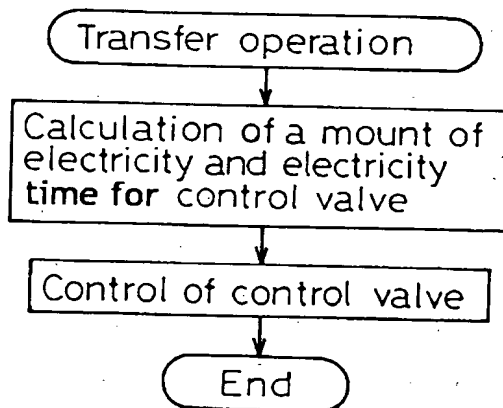 Transfer operation
Calculation of a mount of
electricity and electricity
time for control valve
Control of control valve
End